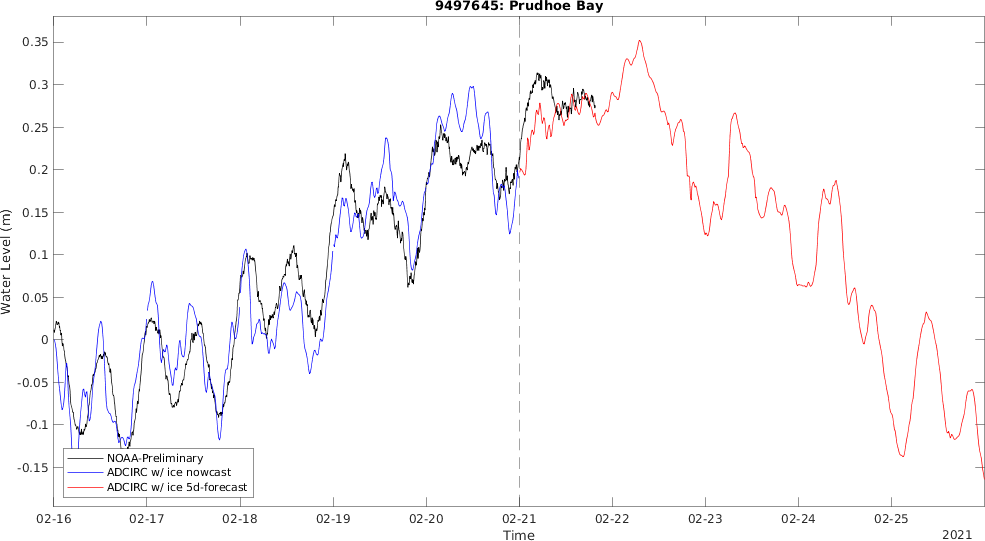 9497645: Prudhoe Bay
0.35
0.3
0.25
0.2
0.15
0.1
0.05
0
-0.05
-0.1
-0.15
Water Level (m)
NOAA-Preliminary
ADCIRC w/ ice nowcast
ADCIRC w/ ice 5d-forecast
02-16 02-17 02-18 02-19 02-20 02-21 02-22 02-23 02-24 02-25
Time
2021